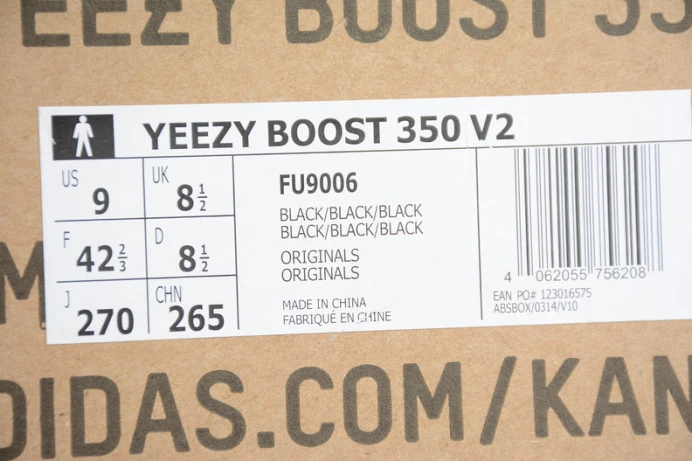 YEEZY BOOST 35
YEEZY BOOST 350 V2
US 9 UK 8 1/2
F 42 2/3 D 8 1/2
J 270 CHN 265
FU9006
BLACK/BLACK/BLACK
BLACK/BLACK/BLACK
ORIGINALS
ORIGINALS
MADE IN CHINA
FABRIQUÉ EN CHINE
4 062055 756208
EAN PO# 123016575
ABSBOX/0314/V10
M
DIDAS.COM/KAN